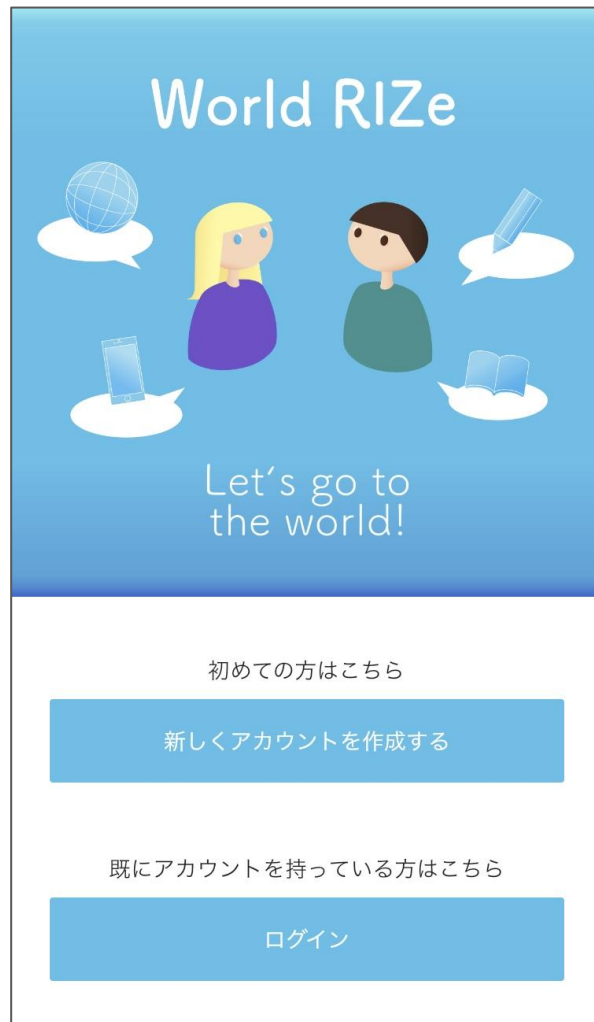 World RIZe
Let's go to
the world!
初めての方はこちら
新しくアカウントを作成する
既にアカウントを持っている方はこちら
ログイン